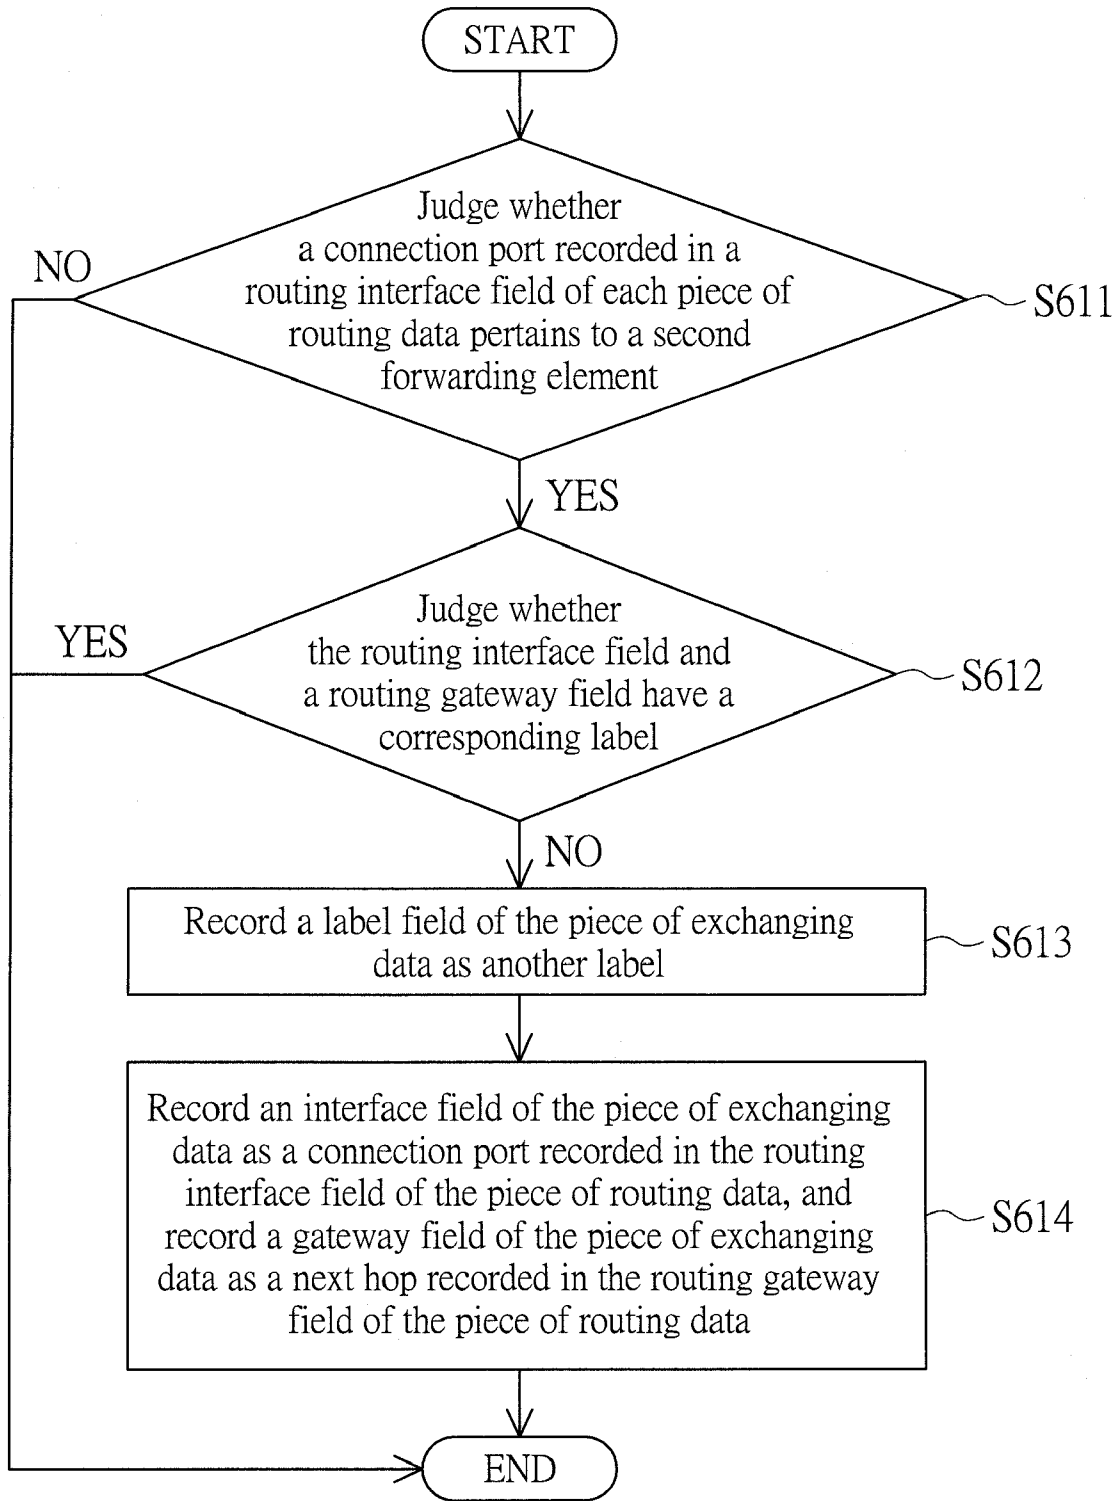 START
Judge whether
a connection port recorded in a
routing interface field of each piece of
routing data pertains to a second
forwarding element
NO
S611
YES
Judge whether
the routing interface field and
a routing gateway field have a
corresponding label
YES
S612
NO
Record a label field of the piece of exchanging
data as another label
S613
Record an interface field of the piece of exchanging
data as a connection port recorded in the routing
interface field of the piece of routing data, and
record a gateway field of the piece of exchanging
data as a next hop recorded in the routing gateway
field of the piece of routing data
S614
END